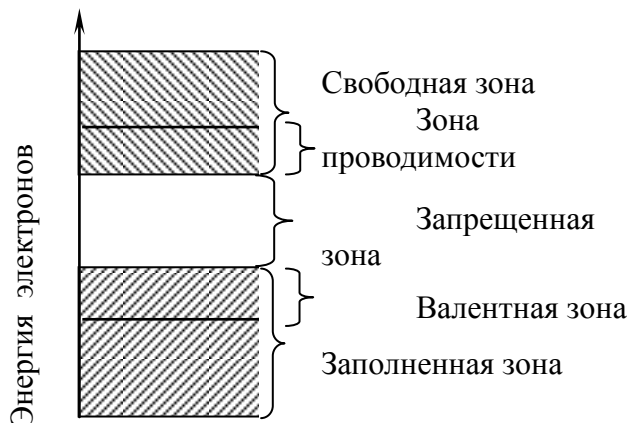 Свободная зона
Зона
проводимости
Запрещенная
зона
Валентная зона
Заполненная зона
Энергия электронов